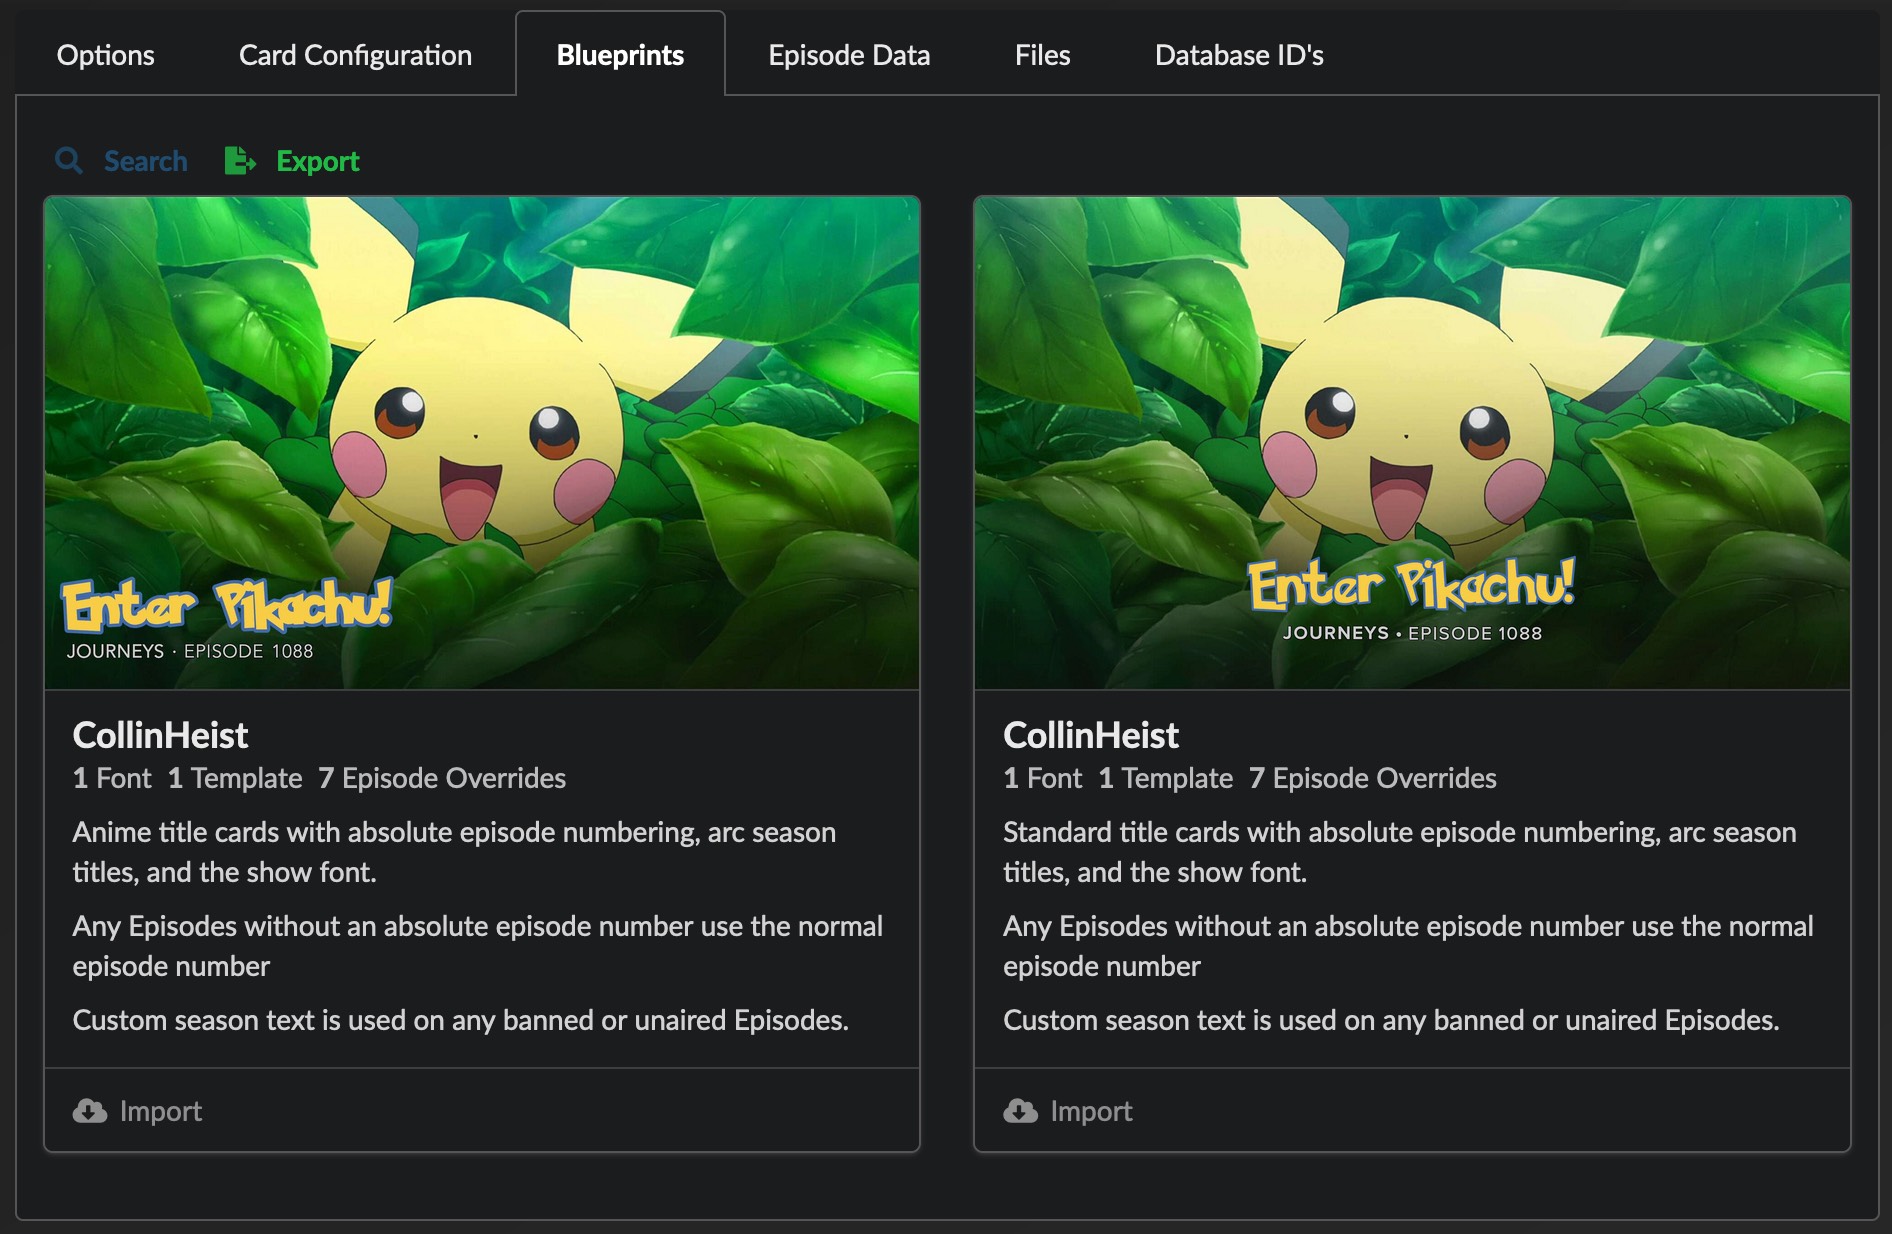 Options
Card Configuration
Blueprints
Episode Data
Files
Database ID's
Search
Export
Enter Pikachu!
JOURNEYS · EPISODE 1088
CollinHeist
1 Font 1 Template 7 Episode Overrides
Anime title cards with absolute episode numbering, arc season
titles, and the show font.
Any Episodes without an absolute episode number use the normal
episode number
Custom season text is used on any banned or unaired Episodes.
Import
Enter Pikachu!
JOURNEYS • EPISODE 1088
CollinHeist
1 Font 1 Template 7 Episode Overrides
Standard title cards with absolute episode numbering, arc season
titles, and the show font.
Any Episodes without an absolute episode number use the normal
episode number
Custom season text is used on any banned or unaired Episodes.
Import